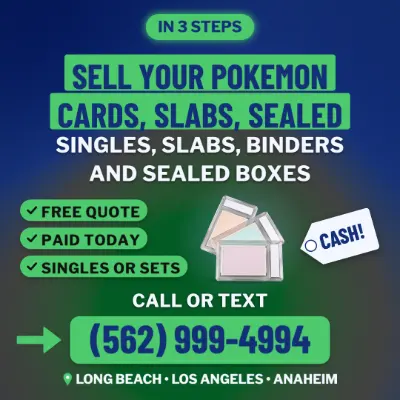 IN 3 STEPS
SELL YOUR POKEMON
CARDS, SLABS, SEALED
SINGLES, SLABS, BINDERS
AND SEALED BOXES
FREE QUOTE
PAID TODAY
SINGLES OR SETS
CASH!
CALL OR TEXT
(562) 999-4994
LONG BEACH • LOS ANGELES • ANAHEIM